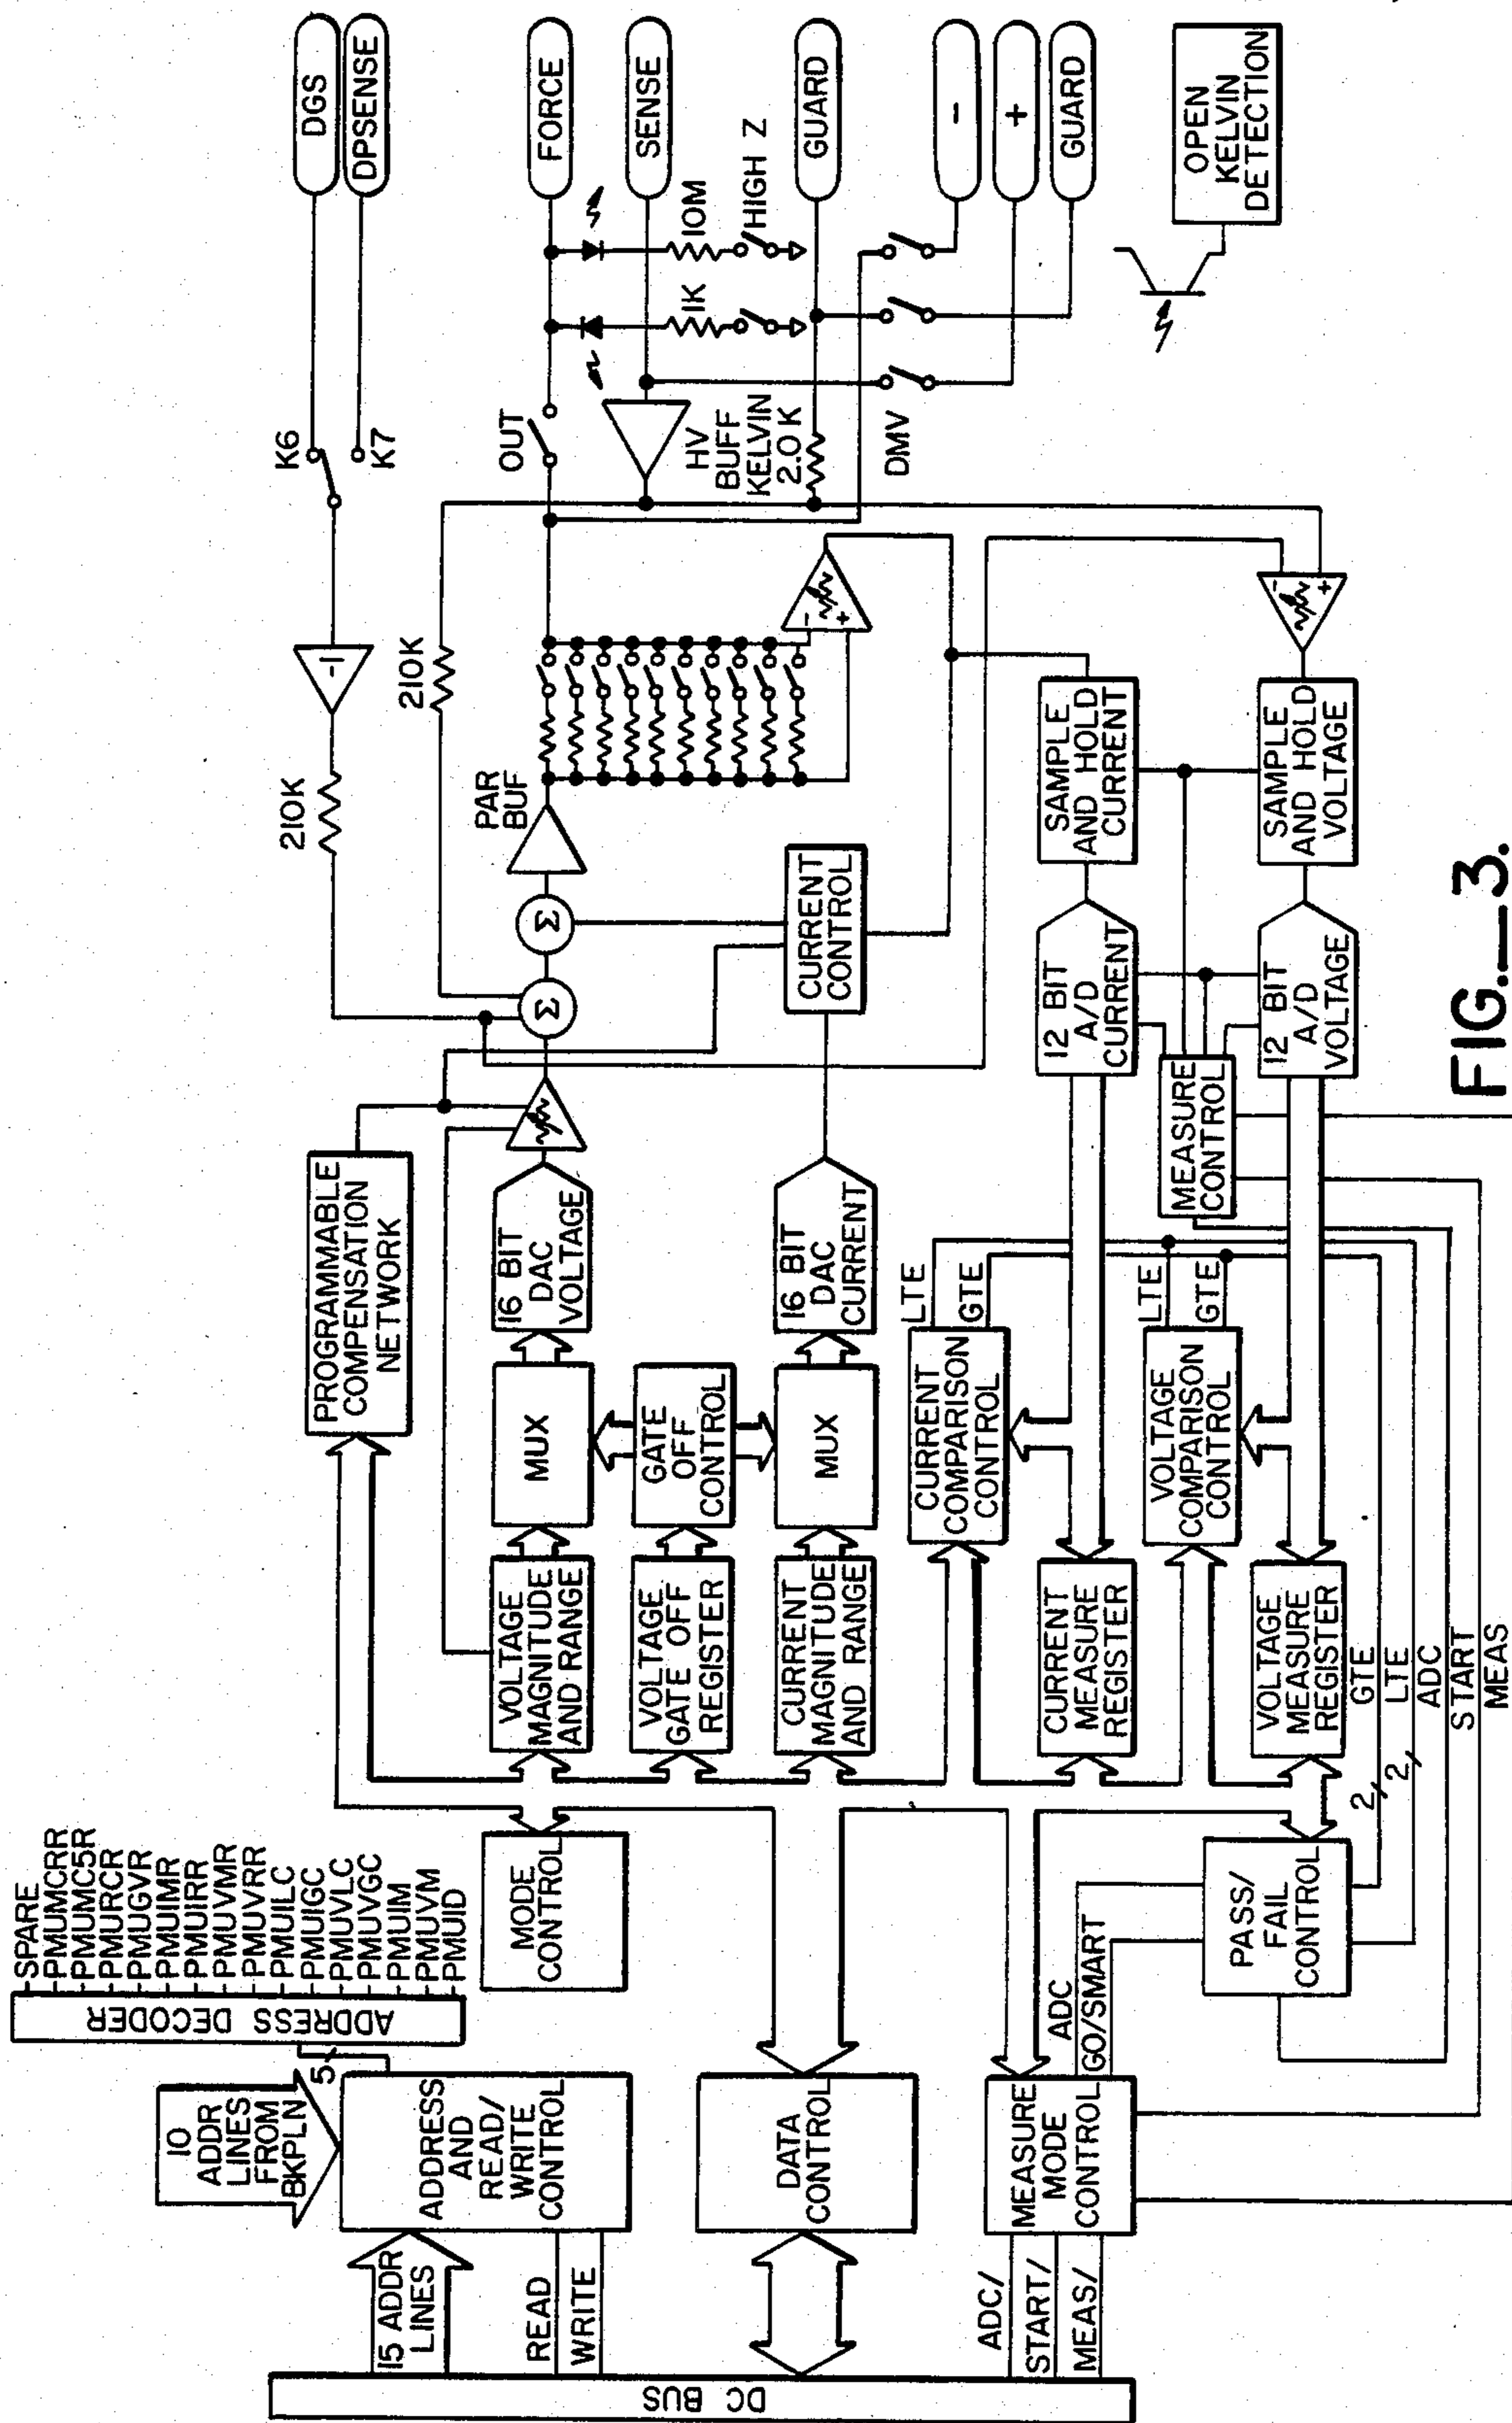 DGS
DPSENSE
FORCE
SENSE
GUARD
-
+
GUARD
OPEN
KELVIN
DETECTION
K6
K7
OUT
HV
BUFF
KELVIN
2.0 K
1K
10M
HIGH Z
DMV
-1
210K
210K
PAR
BUF
Σ
Σ
-
+
-
+
CURRENT
CONTROL
SAMPLE
AND HOLD
CURRENT
SAMPLE
AND HOLD
VOLTAGE
12 BIT
A/D
CURRENT
12 BIT
A/D
VOLTAGE
MEASURE
CONTROL
PROGRAMMABLE
COMPENSATION
NETWORK
16 BIT
DAC
VOLTAGE
16 BIT
DAC
CURRENT
MUX
GATE
OFF
CONTROL
MUX
LTE
GTE
CURRENT
COMPARISON
CONTROL
LTE
GTE
VOLTAGE
COMPARISON
CONTROL
VOLTAGE
MAGNITUDE
AND RANGE
VOLTAGE
GATE OFF
REGISTER
CURRENT
MAGNITUDE
AND RANGE
CURRENT
MEASURE
REGISTER
VOLTAGE
MEASURE
REGISTER
GTE
LTE
ADC
START
MEAS
2
2
SPARE
PMUMCRR
PMUMC5R
PMURCR
PMUGVR
PMUIMR
PMUIRR
PMUVMR
PMUVRR
PMUILC
PMUIGC
PMUVLC
PMUVGC
PMUIM
PMUVM
PMUID
ADDRESS DECODER
5
MODE
CONTROL
10
ADDR
LINES
FROM
BKPLN
ADDRESS
AND
READ/
WRITE
CONTROL
DATA
CONTROL
MEASURE
MODE
CONTROL
ADC
GO/SMART
PASS/
FAIL
CONTROL
15 ADDR
LINES
READ
WRITE
ADC/
START/
MEAS/
DC BUS
FIG._3.